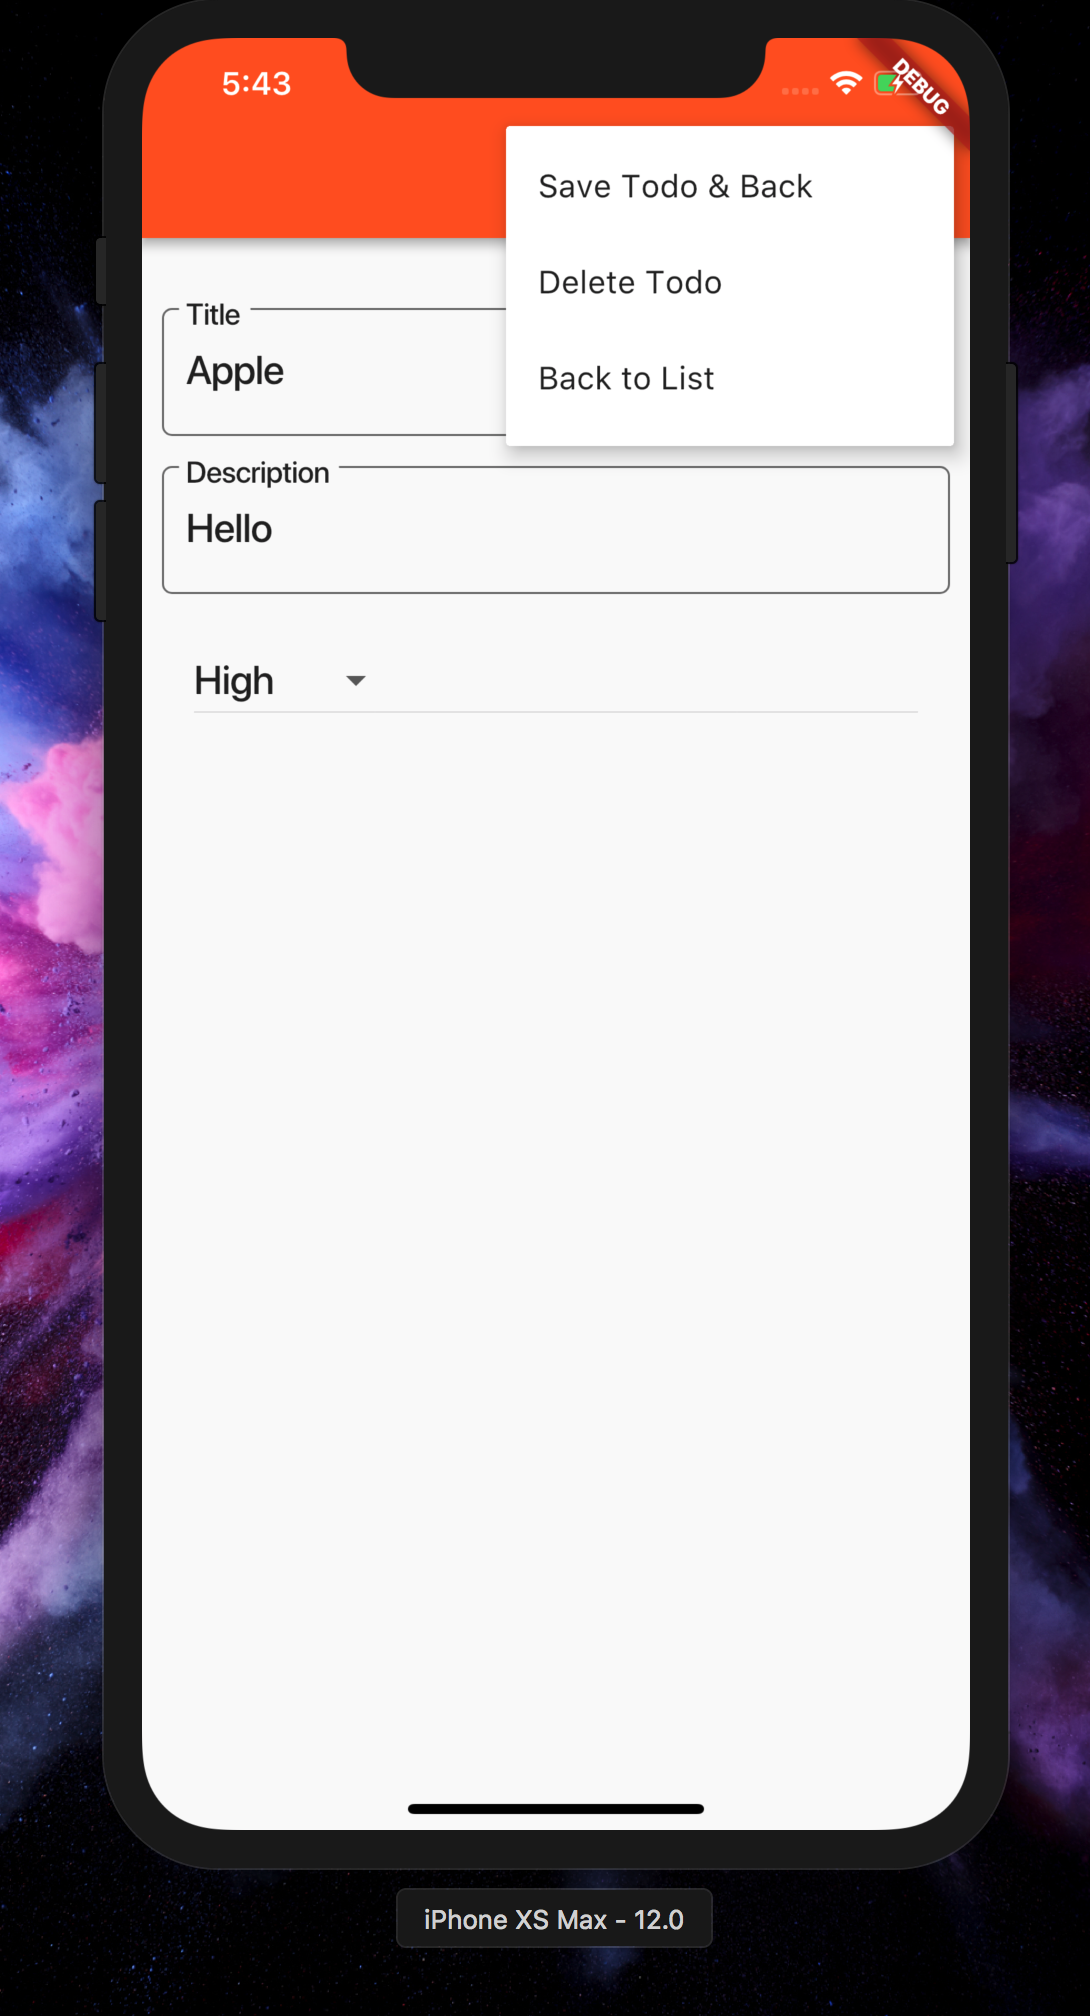 5:43
DEBUG
Save Todo & Back
Delete Todo
Back to List
Title
Apple
Description
Hello
High
iPhone XS Max - 12.0